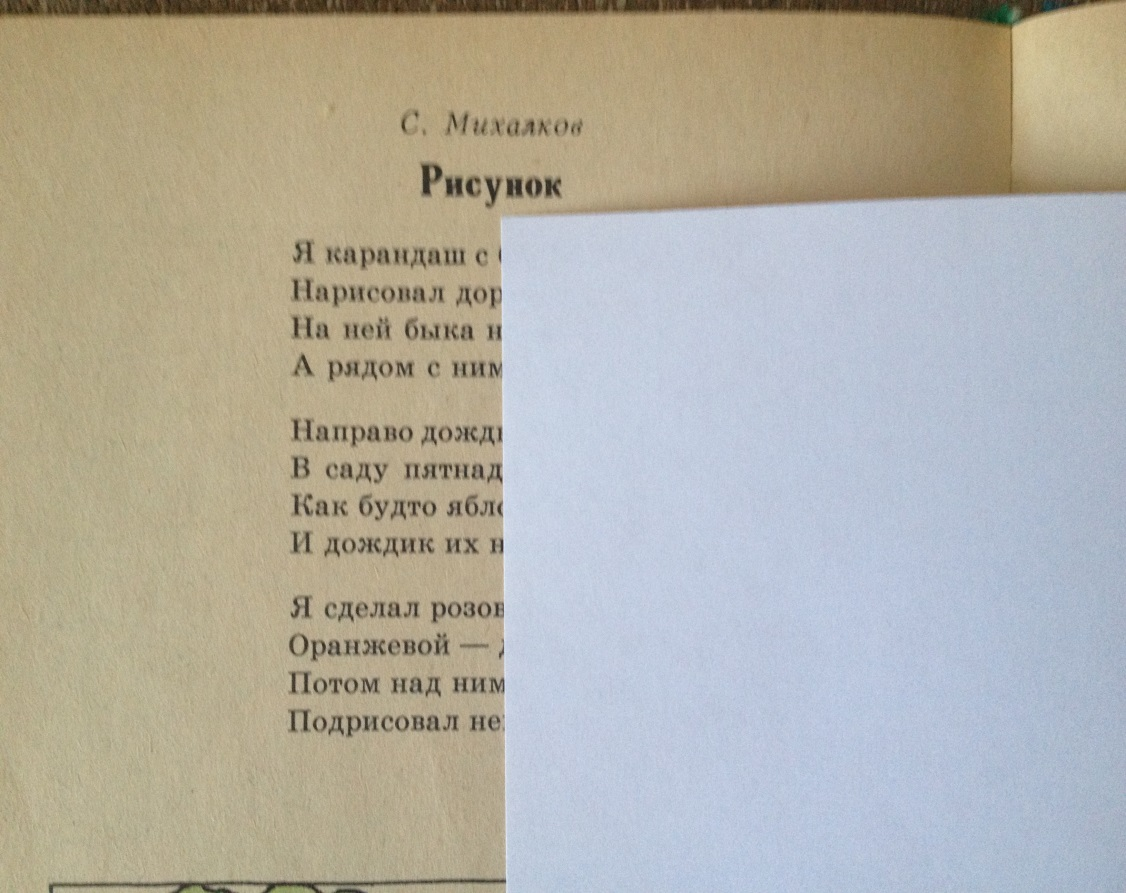 С. Михалков
Рисунок
Я карандаш с
Нарисовал дор
На ней быка н
А рядом с ним
Направо дожд
В саду пятнад
Как будто ябл
И дождик их н
Я сделал розов
Оранжевой —
Потом над ним
Подрисовал не